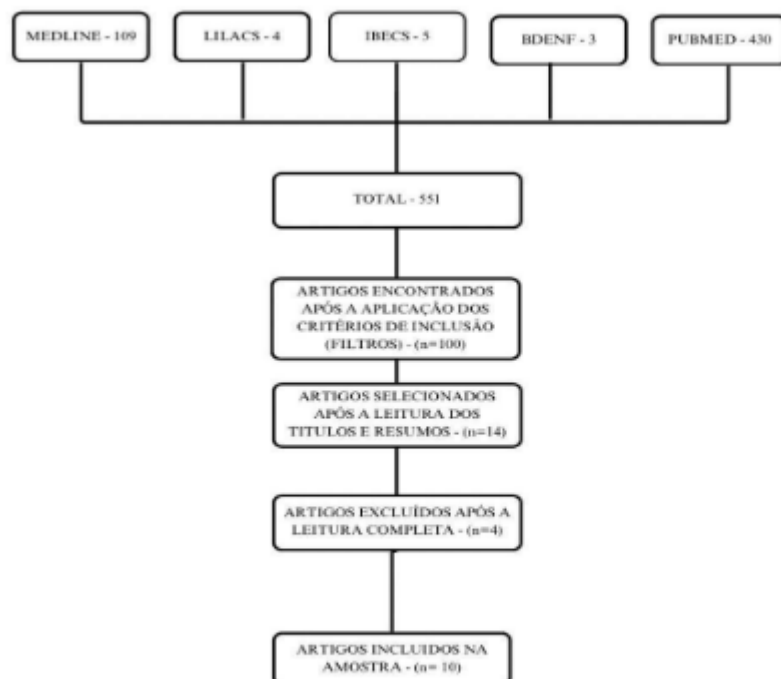 MEDLINE - 109
LILACS - 4
IBECS - 5
BDENF - 3
PUBMED - 430
TOTAL - 551
ARTIGOS ENCONTRADOS
APÓS A APLICAÇÃO DOS
CRITÉRIOS DE INCLUSÃO
(FILTROS) - (n=100)
ARTIGOS SELECIONADOS
APÓS A LEITURA DOS
TITULOS E RESUMOS - (n=14)
ARTIGOS EXCLUÍDOS APÓS A
LEITURA COMPLETA - (n=4)
ARTIGOS INCLUIDOS NA
AMOSTRA - (n= 10)